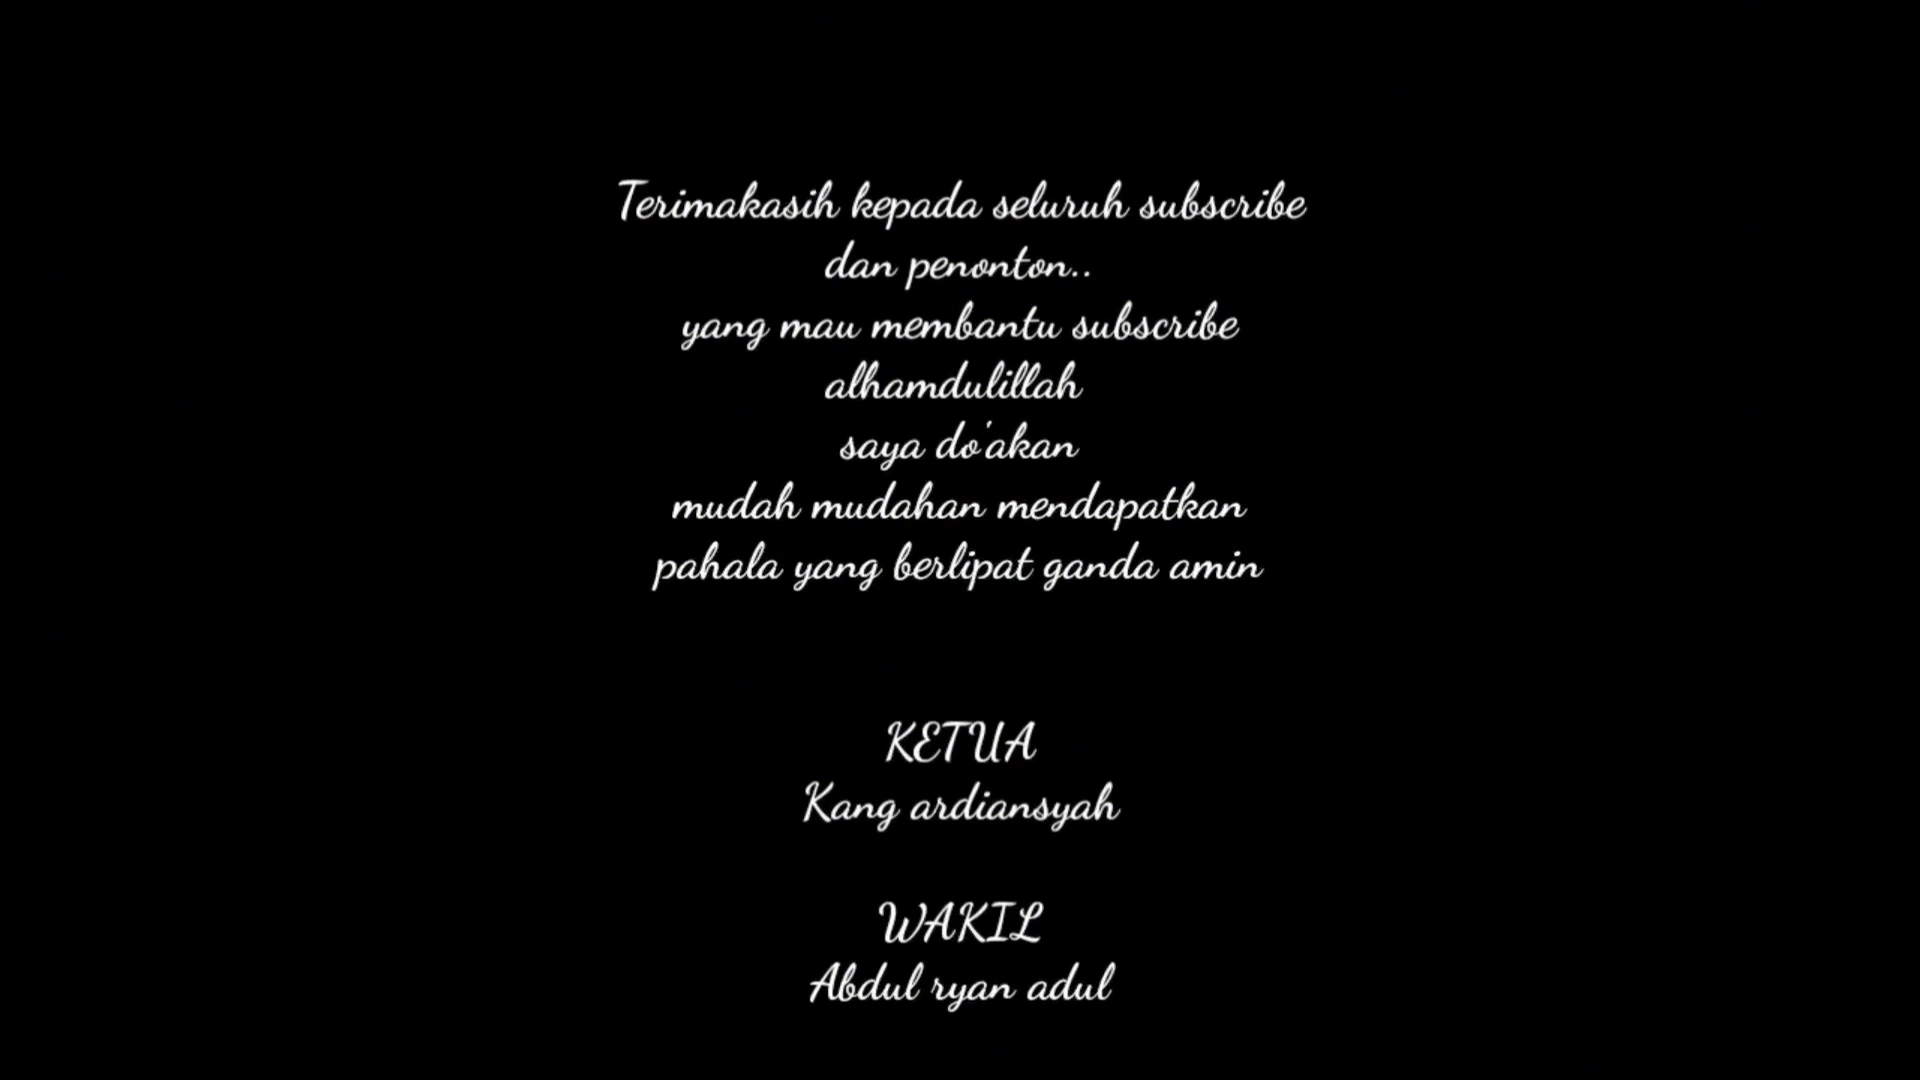 Terimakasih kepada seluruh subscribe
dan penonton..
yang mau membantu subscribe
alhamdulillah
saya do'akan
mudah mudahan mendapatkan
pahala yang berlipat ganda amin
KETUA
Kang ardiansyah
WAKIL
Abdul ryan adul